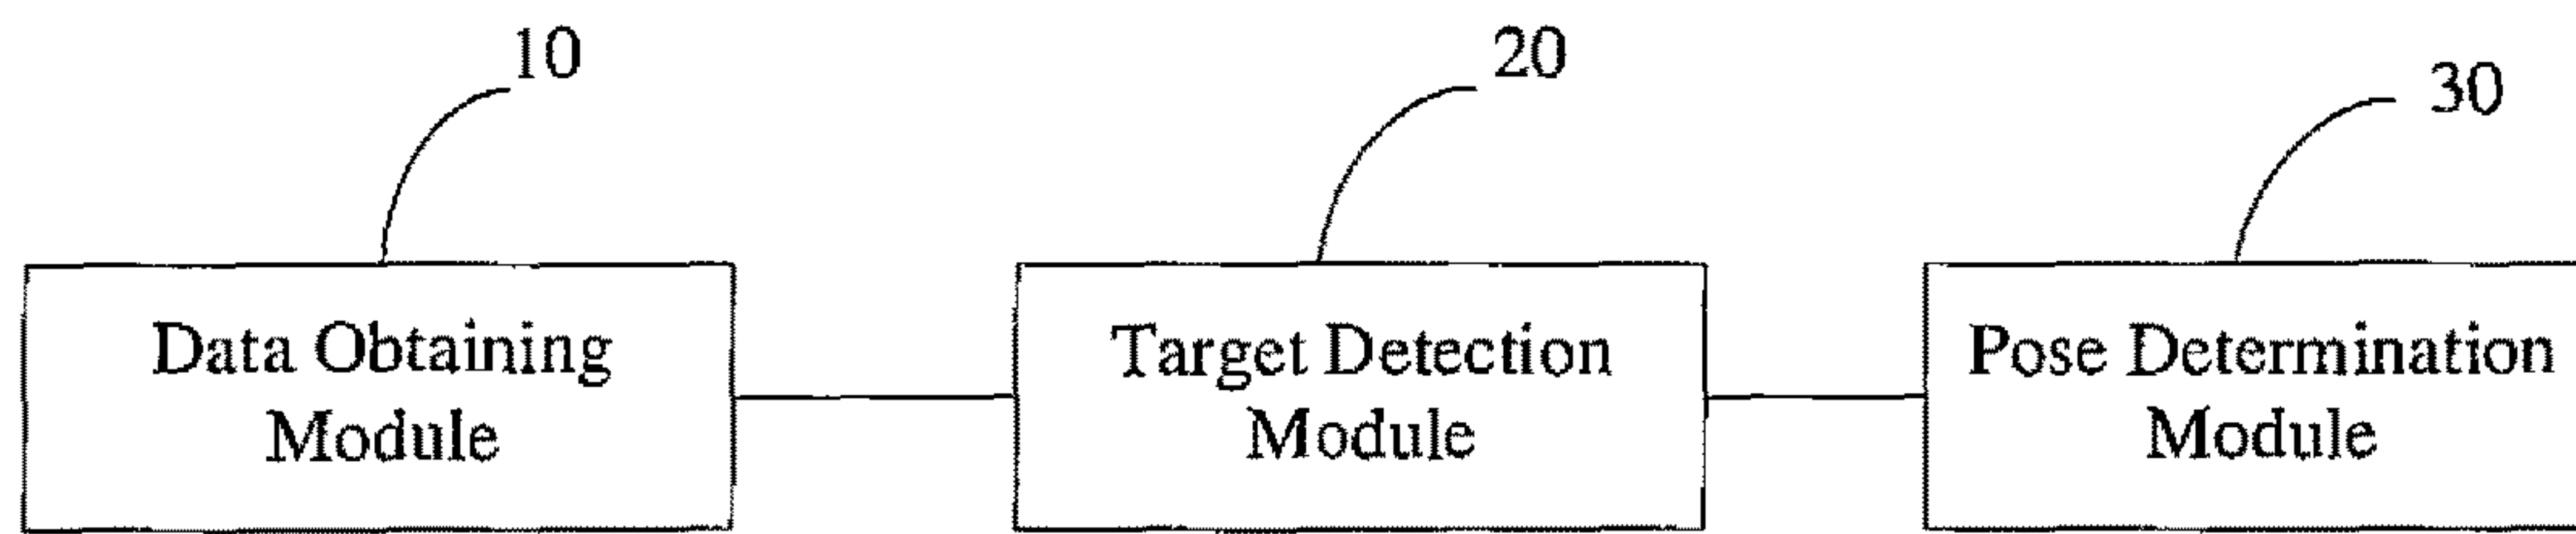 10
20
30
Data Obtaining
Module
Target Detection
Module
Pose Determination
Module